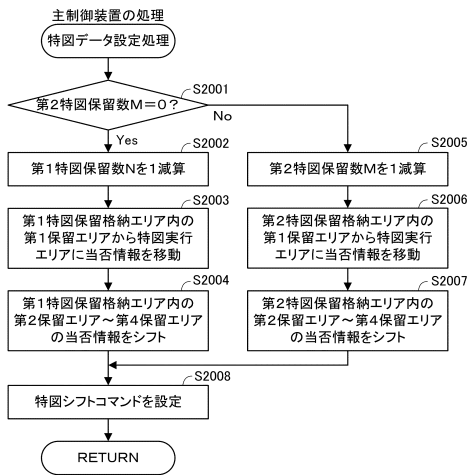 主制御装置の処理
特図データ設定処理
S2001
第2特図保留数M=0?
No
Yes
S2002
第1特図保留数Nを1減算
S2003
第1特図保留格納エリア内の
第1保留エリアから特図実行
エリアに当否情報を移動
S2004
第1特図保留格納エリア内の
第2保留エリア～第4保留エリア
の当否情報をシフト
S2005
第2特図保留数Mを1減算
S2006
第2特図保留格納エリア内の
第1保留エリアから特図実行
エリアに当否情報を移動
S2007
第2特図保留格納エリア内の
第2保留エリア～第4保留エリア
の当否情報をシフト
S2008
特図シフトコマンドを設定
RETURN